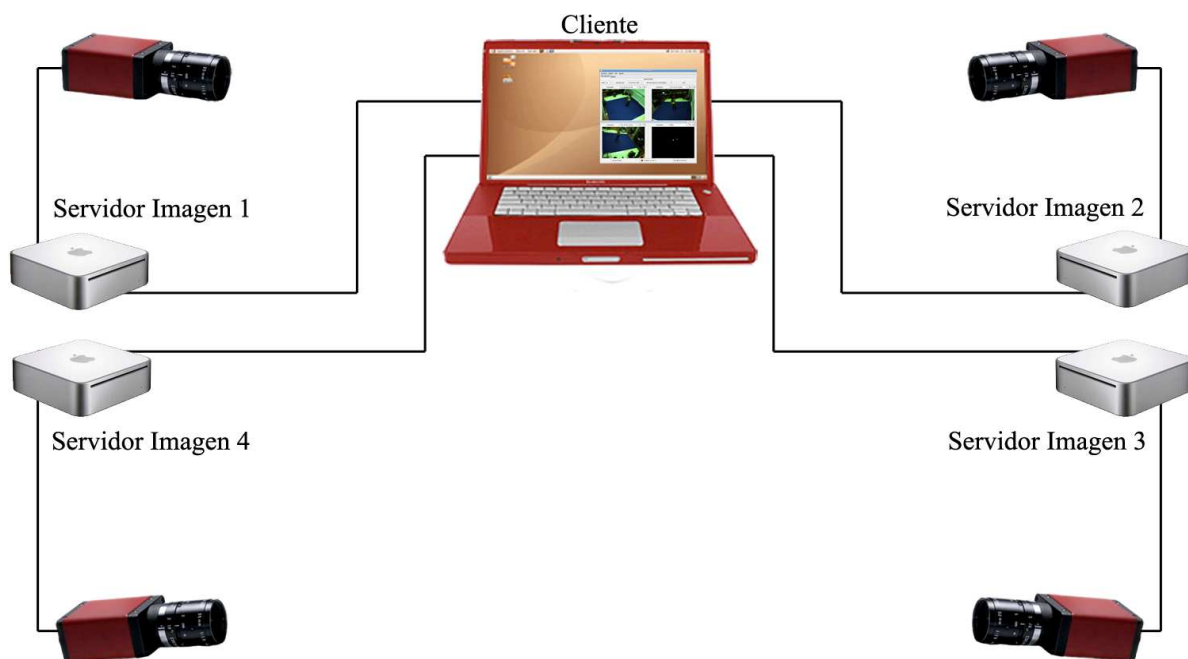 Cliente
Servidor Imagen 1
Servidor Imagen 2
Servidor Imagen 4
Servidor Imagen 3